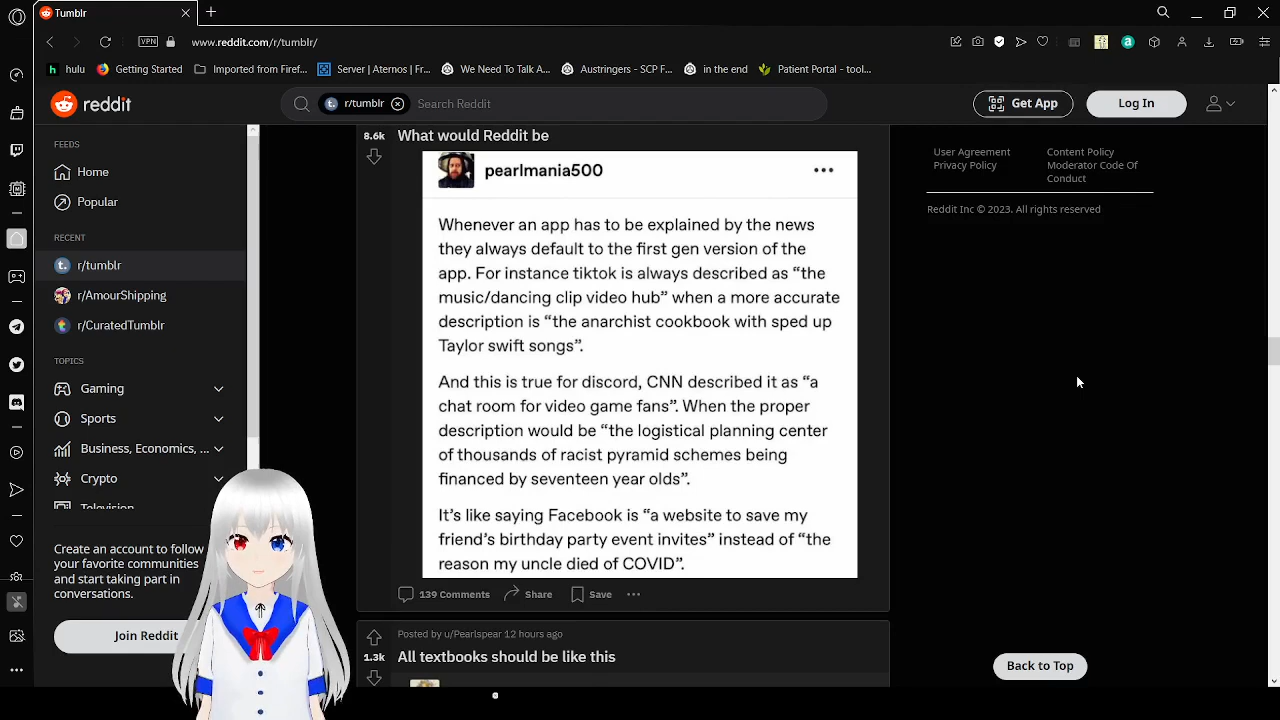 Tumblr
VPN
www.reddit.com/r/tumblr/
a
h hulu
Getting Started
Imported from Firef...
Server | Aternos | Fr...
We Need To Talk A...
Austringers - SCP F...
in the end
Patient Portal - tool...
reddit
r/tumblr
Search Reddit
Get App
Log In
FEEDS
Home
Popular
RECENT
r/tumblr
r/AmourShipping
r/CuratedTumblr
TOPICS
Gaming
Sports
Business, Economics, ...
Crypto
Television
Create an account to follow
your favorite communities
and start taking part in
conversations.
Join Reddit
8.6k
What would Reddit be
pearlmania500
Whenever an app has to be explained by the news
they always default to the first gen version of the
app. For instance tiktok is always described as “the
music/dancing clip video hub” when a more accurate
description is “the anarchist cookbook with sped up
Taylor swift songs”.
And this is true for discord, CNN described it as “a
chat room for video game fans”. When the proper
description would be “the logistical planning center
of thousands of racist pyramid schemes being
financed by seventeen year olds”.
It’s like saying Facebook is “a website to save my
friend’s birthday party event invites” instead of “the
reason my uncle died of COVID”.
139 Comments
Share
Save
Posted by u/Pearlspear 12 hours ago
1.3k
All textbooks should be like this
User Agreement
Privacy Policy
Content Policy
Moderator Code Of
Conduct
Reddit Inc © 2023. All rights reserved
Back to Top